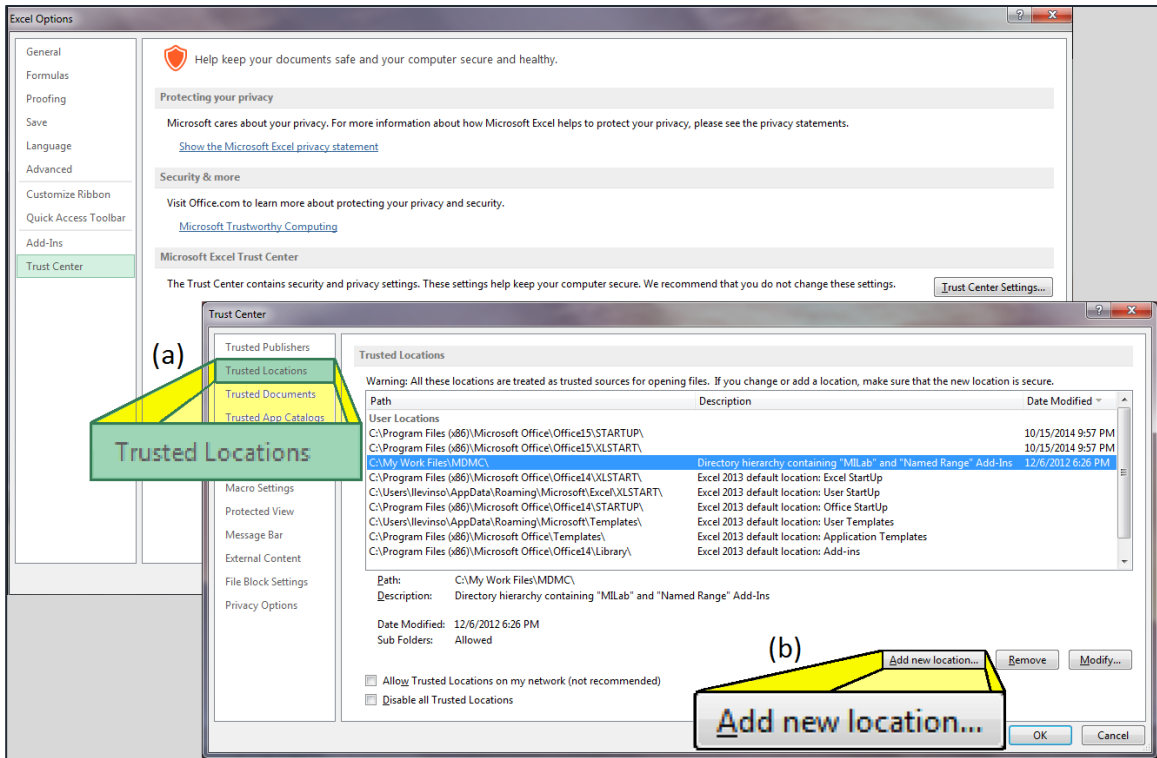 Excel Options
General
Formulas
Proofing
Save
Language
Advanced
Customize Ribbon
Quick Access Toolbar
Add-Ins
Trust Center
Help keep your documents safe and your computer secure and healthy.
Protecting your privacy
Microsoft cares about your privacy. For more information about how Microsoft Excel helps to protect your privacy, please see the privacy statements.
Show the Microsoft Excel privacy statement
Security & more
Visit Office.com to learn more about protecting your privacy and security.
Microsoft Trustworthy Computing
Microsoft Excel Trust Center
The Trust Center contains security and privacy settings. These settings help keep your computer secure. We recommend that you do not change these settings.
Trust Center Settings...
Trust Center
(a)
Trusted Publishers
Trusted Locations
Trusted Documents
Trusted App Catalogs
Trusted Locations
Macro Settings
Protected View
Message Bar
External Content
File Block Settings
Privacy Options
Trusted Locations
Warning: All these locations are treated as trusted sources for opening files. If you change or add a location, make sure that the new location is secure.
Path Description Date Modified
User Locations
C:\Program Files (x86)\Microsoft Office\Office15\STARTUP\ 10/15/2014 9:57 PM
C:\Program Files (x86)\Microsoft Office\Office15\XLSTART\ 10/15/2014 9:57 PM
C:\My Work Files\MDMC\ Directory hierarchy containing "MILab" and "Named Range" Add-Ins 12/6/2012 6:26 PM
C:\Program Files (x86)\Microsoft Office\Office14\XLSTART\ Excel 2013 default location: Excel StartUp
C:\Users\llevinso\AppData\Roaming\Microsoft\Excel\XLSTART\ Excel 2013 default location: User StartUp
C:\Program Files (x86)\Microsoft Office\Office14\STARTUP\ Excel 2013 default location: Office StartUp
C:\Users\llevinso\AppData\Roaming\Microsoft\Templates\ Excel 2013 default location: User Templates
C:\Program Files (x86)\Microsoft Office\Templates\ Excel 2013 default location: Application Templates
C:\Program Files (x86)\Microsoft Office\Office14\Library\ Excel 2013 default location: Add-ins
Path: C:\My Work Files\MDMC\
Description: Directory hierarchy containing "MILab" and "Named Range" Add-Ins
Date Modified: 12/6/2012 6:26 PM
Sub Folders: Allowed
(b)
Add new location... Remove Modify...
Allow Trusted Locations on my network (not recommended)
Disable all Trusted Locations
Add new location...
OK Cancel